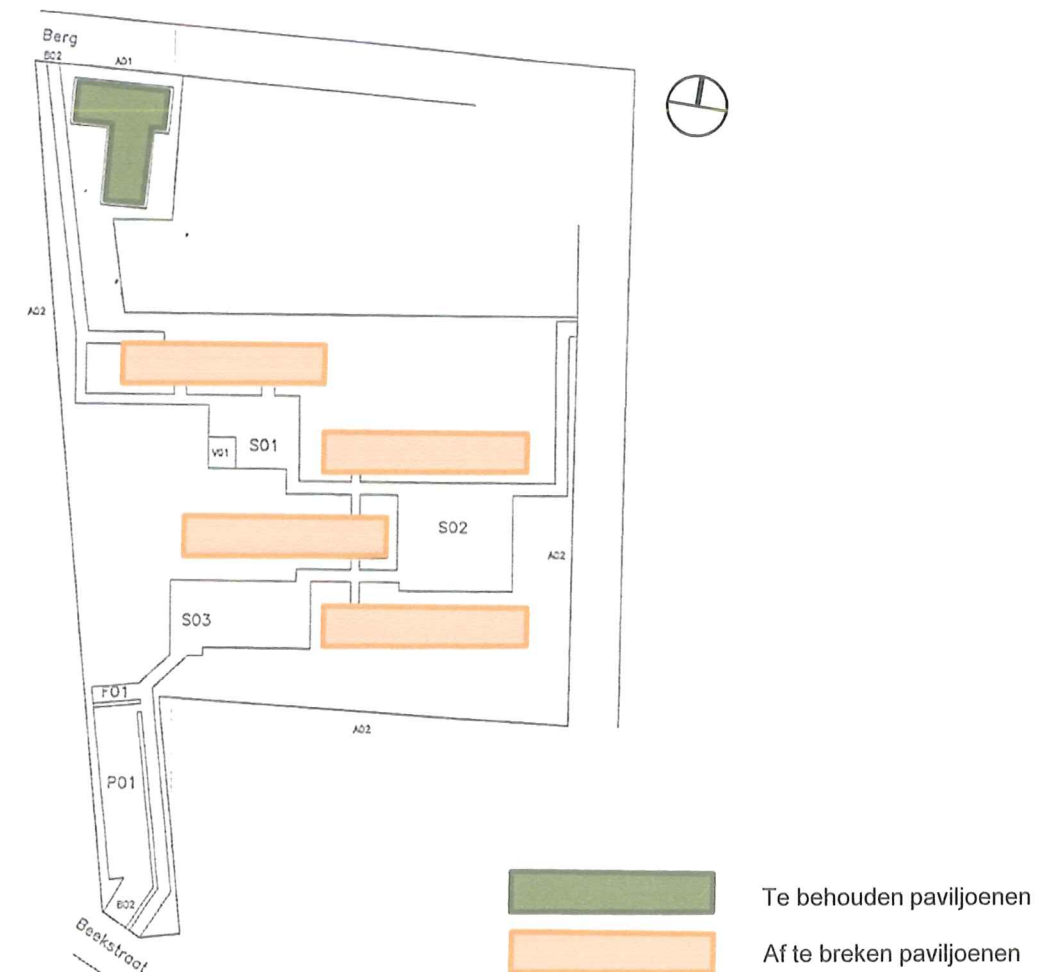 Berg
B02
A01
A02
V01
S01
S02
A02
S03
F01
A02
P01
B02
Beekstraat
Te behouden paviljoenen
Af te breken paviljoenen